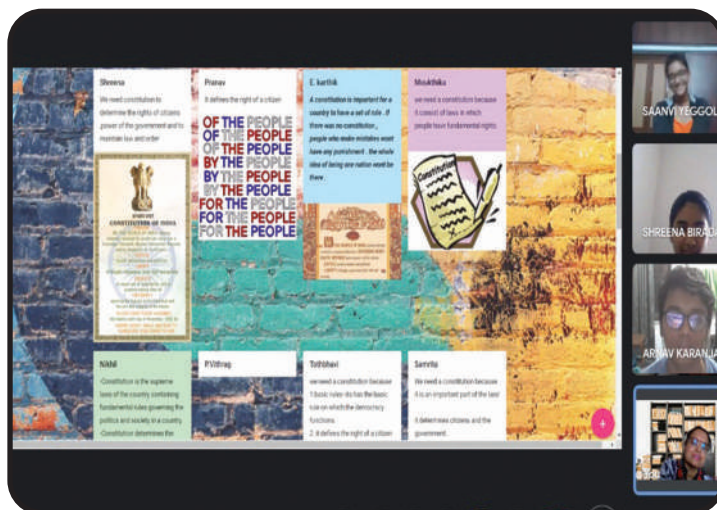 Shreena
We need constitution to
determine the rights of citizens
power of the government and to
maintain law and order
CONSTITUTION OF INDIA
Pranav
It defines the right of a citizen
OF THE PEOPLE
OF THE PEOPLE
OF THE PEOPLE
BY THE PEOPLE
BY THE PEOPLE
BY THE PEOPLE
FOR THE PEOPLE
FOR THE PEOPLE
FOR THE PEOPLE
E. karthik
A constitution is important for a
country to have a set of rule . If
there was no constitution ,
people who make mistakes wont
have any punishment . the whole
idea of being one nation wont be
there .
Moukthika
we need a constitution because
it consist of laws in which
people have fundamental rights
Constitution
Nikhil
-Constitution is the supreme
laws of the country containing
fundamental rules governing the
politics and society in a country.
-Constitution determines the
P.Vithrag
Tothbhavi
we need a constitution because
1.basic rules- its has the basic
rule on which the democracy
functions.
2. it defines the right of a citizen
Samrita
We need a constitution because
it is an important part of the law!
it determines citizens and the
government .
SAANVI YEGGOL
SHREENA BIRADA
ARNAV KARANJA
You